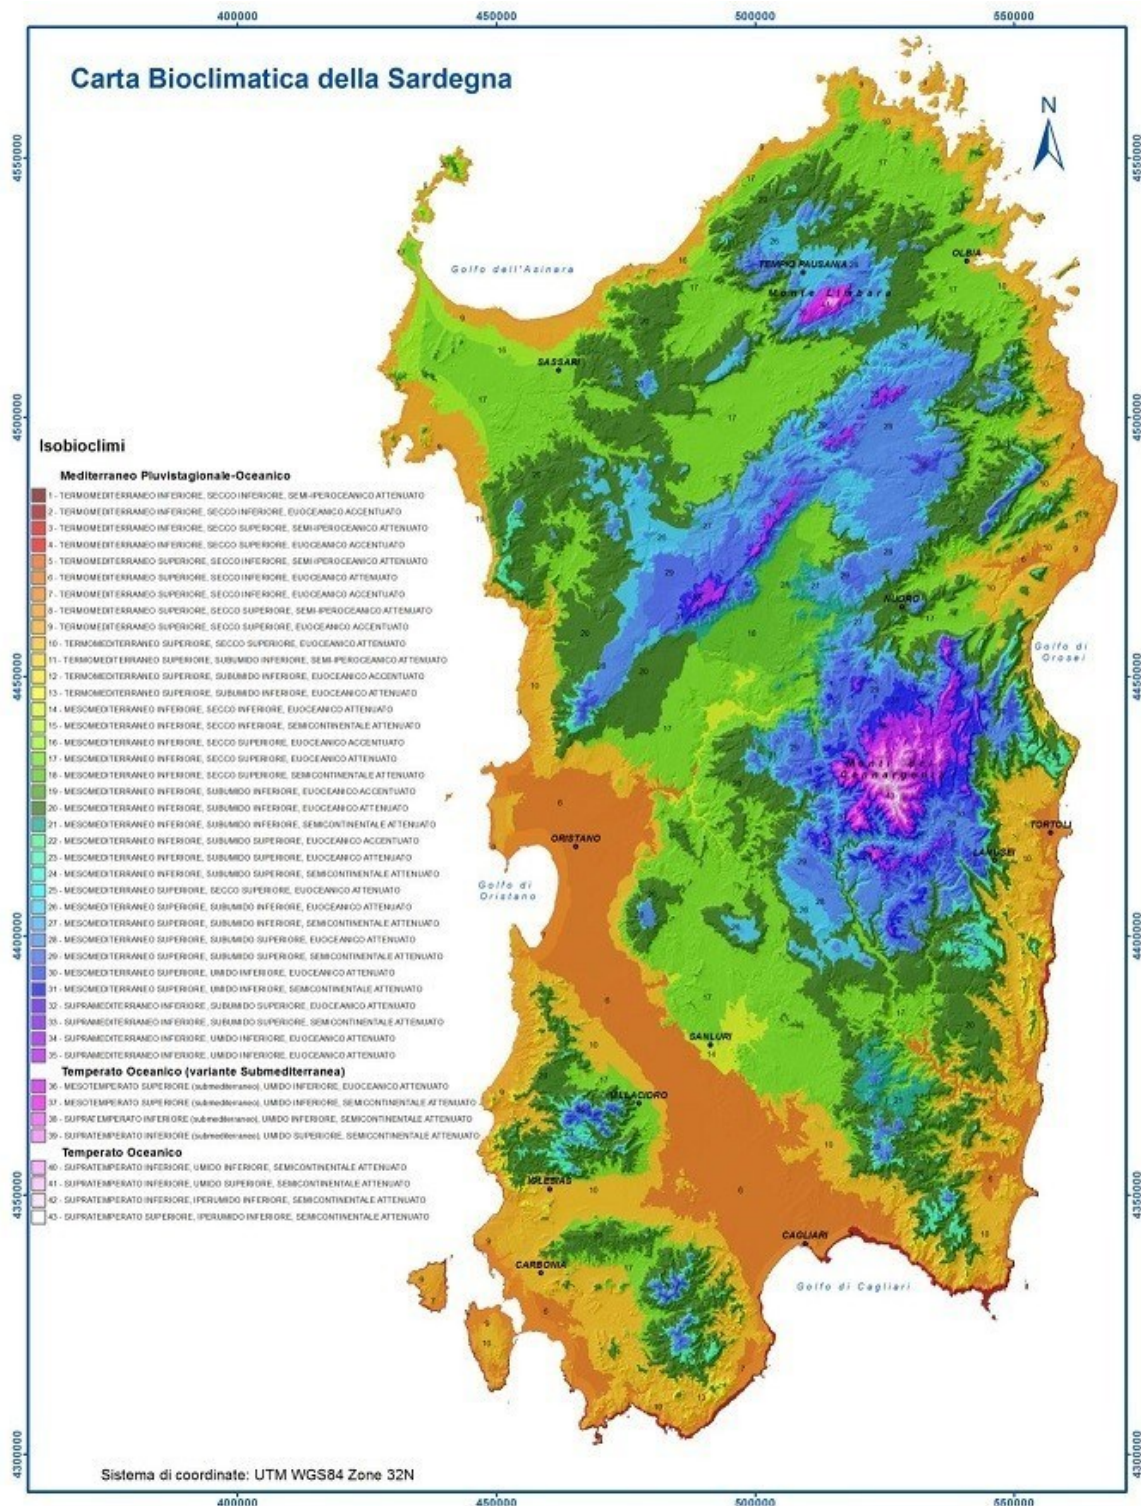 400000
450000
500000
550000
Carta Bioclimatica della Sardegna
N
4550000
4550000
Golfo dell'Asinara
TEMPIO PAUSANIA
OLBIA
Monte Limbara
SASSARI
4500000
4500000
Isobioclimi
Mediterraneo Pluvistagionale-Oceanico
1 - TERMOMEDITERRANEO INFERIORE, SECCO INFERIORE, SEMI-IPEROCEANICO ATTENUATO
2 - TERMOMEDITERRANEO INFERIORE, SECCO INFERIORE, EUOCEANICO ACCENTUATO
3 - TERMOMEDITERRANEO INFERIORE, SECCO SUPERIORE, SEMI-IPEROCEANICO ATTENUATO
4 - TERMOMEDITERRANEO INFERIORE, SECCO SUPERIORE, EUOCEANICO ACCENTUATO
5 - TERMOMEDITERRANEO SUPERIORE, SECCO INFERIORE, SEMI-IPEROCEANICO ATTENUATO
6 - TERMOMEDITERRANEO SUPERIORE, SECCO INFERIORE, EUOCEANICO ATTENUATO
7 - TERMOMEDITERRANEO SUPERIORE, SECCO INFERIORE, EUOCEANICO ACCENTUATO
8 - TERMOMEDITERRANEO SUPERIORE, SECCO SUPERIORE, SEMI-IPEROCEANICO ATTENUATO
9 - TERMOMEDITERRANEO SUPERIORE, SECCO SUPERIORE, EUOCEANICO ACCENTUATO
10 - TERMOMEDITERRANEO SUPERIORE, SECCO SUPERIORE, EUOCEANICO ATTENUATO
11 - TERMOMEDITERRANEO SUPERIORE, SUBUMIDO INFERIORE, SEMI-IPEROCEANICO ATTENUATO
12 - TERMOMEDITERRANEO SUPERIORE, SUBUMIDO INFERIORE, EUOCEANICO ACCENTUATO
13 - TERMOMEDITERRANEO SUPERIORE, SUBUMIDO INFERIORE, EUOCEANICO ATTENUATO
14 - MESOMEDITERRANEO INFERIORE, SECCO INFERIORE, EUOCEANICO ATTENUATO
15 - MESOMEDITERRANEO INFERIORE, SECCO INFERIORE, SEMICONTINENTALE ATTENUATO
16 - MESOMEDITERRANEO INFERIORE, SECCO SUPERIORE, EUOCEANICO ACCENTUATO
17 - MESOMEDITERRANEO INFERIORE, SECCO SUPERIORE, EUOCEANICO ATTENUATO
18 - MESOMEDITERRANEO INFERIORE, SECCO SUPERIORE, SEMICONTINENTALE ATTENUATO
19 - MESOMEDITERRANEO INFERIORE, SUBUMIDO INFERIORE, EUOCEANICO ACCENTUATO
20 - MESOMEDITERRANEO INFERIORE, SUBUMIDO INFERIORE, EUOCEANICO ATTENUATO
21 - MESOMEDITERRANEO INFERIORE, SUBUMIDO INFERIORE, SEMICONTINENTALE ATTENUATO
22 - MESOMEDITERRANEO INFERIORE, SUBUMIDO SUPERIORE, EUOCEANICO ACCENTUATO
23 - MESOMEDITERRANEO INFERIORE, SUBUMIDO SUPERIORE, EUOCEANICO ATTENUATO
24 - MESOMEDITERRANEO INFERIORE, SUBUMIDO SUPERIORE, SEMICONTINENTALE ATTENUATO
25 - MESOMEDITERRANEO SUPERIORE, SECCO SUPERIORE, EUOCEANICO ATTENUATO
26 - MESOMEDITERRANEO SUPERIORE, SUBUMIDO INFERIORE, EUOCEANICO ATTENUATO
27 - MESOMEDITERRANEO SUPERIORE, SUBUMIDO INFERIORE, SEMICONTINENTALE ATTENUATO
28 - MESOMEDITERRANEO SUPERIORE, SUBUMIDO SUPERIORE, EUOCEANICO ATTENUATO
29 - MESOMEDITERRANEO SUPERIORE, SUBUMIDO SUPERIORE, SEMICONTINENTALE ATTENUATO
30 - MESOMEDITERRANEO SUPERIORE, UMIDO INFERIORE, EUOCEANICO ATTENUATO
31 - MESOMEDITERRANEO SUPERIORE, UMIDO INFERIORE, SEMICONTINENTALE ATTENUATO
32 - SUPRAMEDITERRANEO INFERIORE, SUBUMIDO SUPERIORE, EUOCEANICO ATTENUATO
33 - SUPRAMEDITERRANEO INFERIORE, SUBUMIDO SUPERIORE, SEMICONTINENTALE ATTENUATO
34 - SUPRAMEDITERRANEO INFERIORE, UMIDO INFERIORE, EUOCEANICO ATTENUATO
35 - SUPRAMEDITERRANEO INFERIORE, UMIDO INFERIORE, EUOCEANICO ATTENUATO
Temperato Oceanico (variante Submediterranea)
36 - MESOTEMPERATO SUPERIORE (submediterraneo), UMIDO INFERIORE, EUOCEANICO ATTENUATO
37 - MESOTEMPERATO SUPERIORE (submediterraneo), UMIDO INFERIORE, SEMICONTINENTALE ATTENUATO
38 - SUPRATEMPERATO INFERIORE (submediterraneo), UMIDO INFERIORE, SEMICONTINENTALE ATTENUATO
39 - SUPRATEMPERATO INFERIORE (submediterraneo), UMIDO SUPERIORE, SEMICONTINENTALE ATTENUATO
Temperato Oceanico
40 - SUPRATEMPERATO INFERIORE, UMIDO INFERIORE, SEMICONTINENTALE ATTENUATO
41 - SUPRATEMPERATO INFERIORE, UMIDO SUPERIORE, SEMICONTINENTALE ATTENUATO
42 - SUPRATEMPERATO INFERIORE, IPERUMIDO INFERIORE, SEMICONTINENTALE ATTENUATO
43 - SUPRATEMPERATO SUPERIORE, IPERUMIDO INFERIORE, SEMICONTINENTALE ATTENUATO
NUORO
Golfo di
Orosei
4450000
4450000
Monti del
Gennargentu
ORISTANO
TORTOLI
LANUSEI
Golfo di
Oristano
4400000
4400000
SANLURI
VILLACIDRO
IGLESIAS
4350000
4350000
CAGLIARI
CARBONIA
Golfo di Cagliari
4300000
4300000
Sistema di coordinate: UTM WGS84 Zone 32N
400000
450000
500000
550000